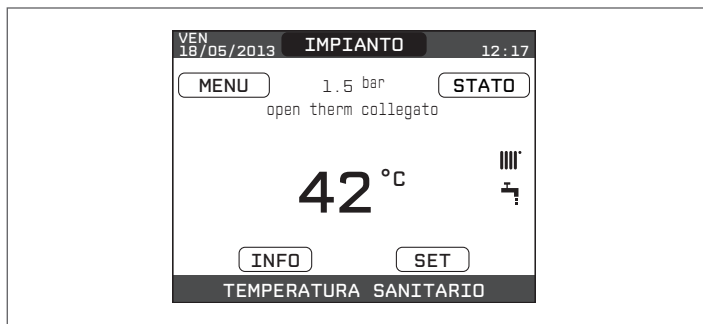 VEN
18/05/2013 IMPIANTO 12:17
MENU 1.5 bar STATO
open therm collegato
42 °C
INFO SET
TEMPERATURA SANITARIO